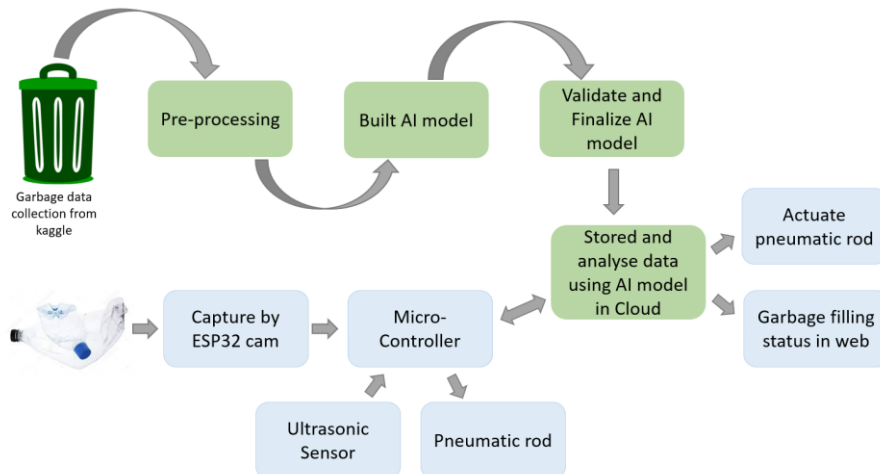 Garbage data
collection from
kaggle
Pre-processing
Built AI model
Validate and
Finalize AI
model
Stored and
analyse data
using AI model
in Cloud
Actuate
pneumatic rod
Garbage filling
status in web
Capture by
ESP32 cam
Micro-
Controller
Ultrasonic
Sensor
Pneumatic rod